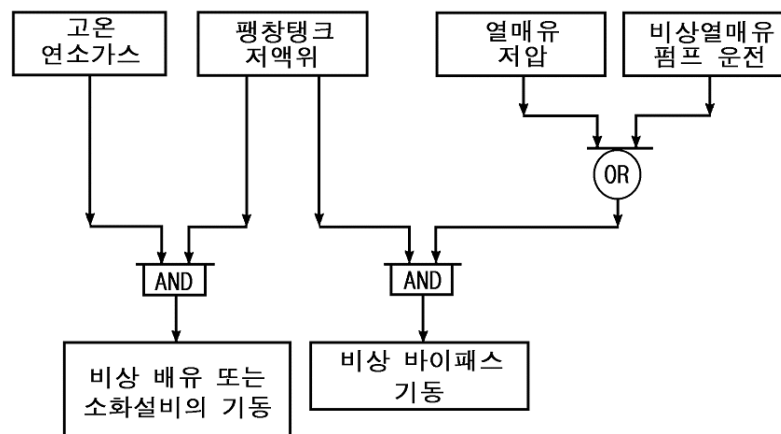 고온
연소가스
팽창탱크
저액위
열매유
저압
비상열매유
펌프 운전
OR
AND
AND
비상 배유 또는
소화설비의 기동
비상 바이패스
기동